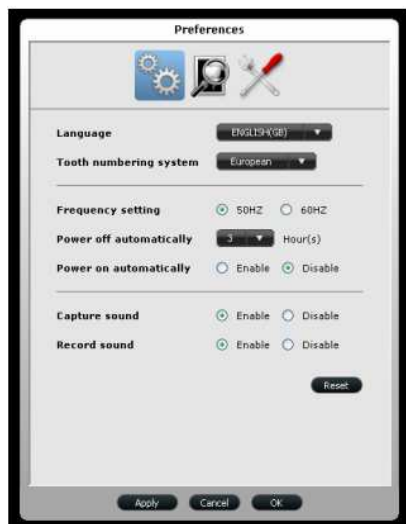 Preferences
Language ENGLISH(GB)
Tooth numbering system European
Frequency setting 50HZ 60HZ
Power off automatically 3 Hour(s)
Power on automatically Enable Disable
Capture sound Enable Disable
Record sound Enable Disable
Reset
Apply Cancel OK